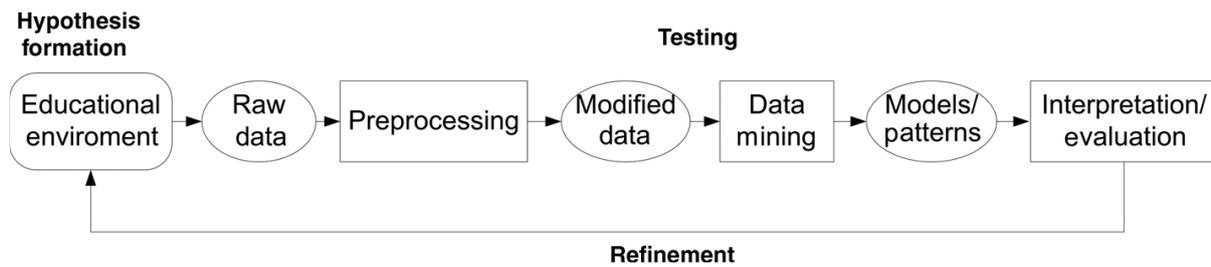 Hypothesis
formation
Testing
Educational
enviroment
Raw
data
Preprocessing
Modified
data
Data
mining
Models/
patterns
Interpretation/
evaluation
Refinement